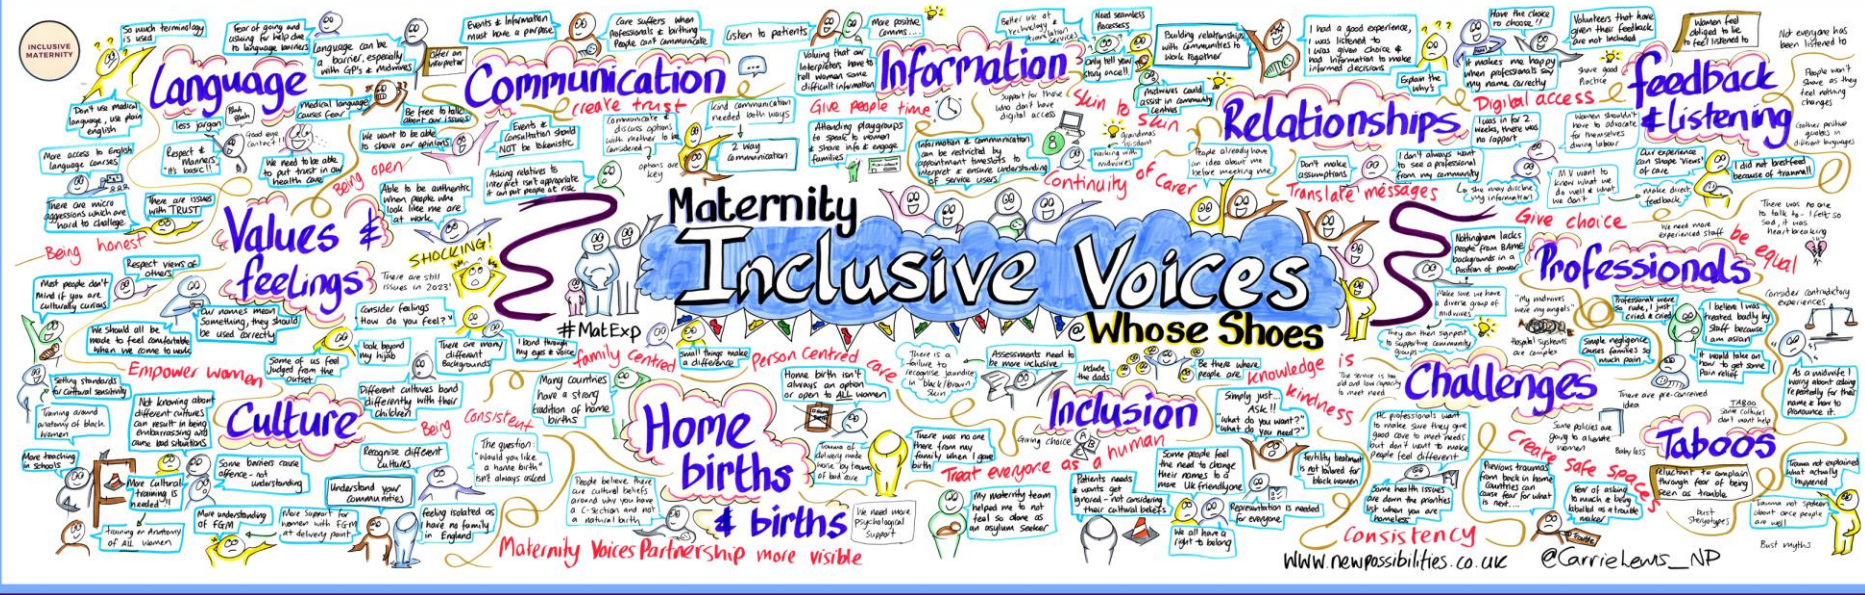 INCLUSIVE
MATERNITY
So much terminology
is used
Fear of going and
asking for help due
to language barriers
Language can be
a barrier, especially
with GP's & Midwives
Offer an
interpreter
Language
Don't use medical
language, use plain
english
less jargon
Blah
Blah
Medical language
causes fear
Be free to talk
about our issues
Good eye
contact!!
We want to be able
to share our opinions
More access to English
language courses
Respect &
Manners
"it's basic"!!
We need to be able
to put trust in our
health care
Being open
There are micro
aggressions which are
hard to challenge
There are issues
with TRUST
Able to be authentic
when people who
look like me are
at work
Being honest
Values &
feelings
SHOCKING!
There are still
issues in 2023!
Respect views of
others
Most people don't
mind if you are
culturally curious
Our names mean
Something, they should
be used correctly
Consider feelings
"How do you feel?"
We should all be
made to feel comfortable
when we come to work
look beyond
my hijab
There are many
different
Backgrounds
I bond through
my eyes & voice
Some of us feel
Judged from the
outset
Empower women
Events & Information
must have a purpose
Care suffers when
Professionals & birthing
People can't communicate
Listen to patients
More positive
Comms....
Communication
create trust
Valuing that our
Interpreters have to
tell women some
difficult information
Give people time
kind communication
needed both ways
Events &
Consultation should
NOT be tokenistic
Communicate &
discuss options
with mother to be
Considered
options are
key
2 Way
Communication
Attending playgroups
to speak to women
& share info & engage
families
Asking relatives to
interpret isn't appropriate
it can put people at risk
Better use of
technology &
translation
services
Need seamless
Processes
Only tell your
story once!!
Information
Support for those
who don't have
digital access
Skin to
Skin
Midwives could
assist in community
centres
Grandmas
wisdom
Working with
midwives
Information & communication
can be restricted by
appointment timeslots to
interpret & ensure understanding
of service users
Continuity of Carer
Building relationships
with Communities to
Work together
I had a good experience,
I was listened to
I was given choice &
had information to make
informed decisions
Explain the
Why's
Relationships
People already have
an idea about me
before meeting me
Don't make
assumptions
Translate messages
I don't always want
to see a professional
from my community
I was in for 2
weeks, there was
no rapport
Have the choice
to choose!!
It makes me happy
when professionals say
my name correctly
Digital access
Volunteers that have
given their feedback
are not included
share good
Practice
Women feel
obliged to lie
to feel listened to
Not everyone has
been listened to
feedback
& listening
People won't
share as they
feel nothing
changes
Women shouldn't
have to advocate
for themselves
during labour
MV want to
know what we
do well & what
we don't
Our experience
can shape 'views'
of care
Make direct
feedback
I did not breastfeed
because of trauma!!
Give choice
We need more
experienced staff
There was no one
to talk to - I felt so
sad, it was
Heartbreaking
be equal
Maternity
Inclusive Voices
#MatExp
@Whose Shoes
Nottingham lacks
people from BAME
backgrounds in a
position of power
Professionals
Make sure we have
a diverse group of
midwives
"My midwives
were my angels"
Professionals were
so rude, I just
cried & cried
I believe I was
treated badly by
staff because
I am asian
Consider contradictory
experiences
They can then signpost
to supportive community
groups
Hospital systems
are complex
Simple negligence
causes families so
much pain
It would take an
hour to get some
Pain relief
As a midwife I
worry about asking
repeatedly for their
name & how to
pronounce it
Setting standards
for cultural sensitivity
Training around
anatomy of black
women
Not knowing about
different cultures
can result in being
embarrassing and
cause bad situations
Culture
Different cultures bond
differently with their
children
Being
Consistent
More teaching
in schools
More cultural
training is
needed"!!
Some barriers cause
offence - not
understanding
Recognise different
Cultures
Understand your
Communities
Training on Anatomy
of ALL women
More understanding
of FGM
More Support for
women with FGM
at delivery point
feeling isolated as
I have no family
in England
family centred
Small things make
a difference
Person Centred care
Many countries
have a strong
tradition of home
births
Home birth isn't
always an option
or open to ALL women
Home
births
& births
The question:
"Would you like
a home birth"
isn't always asked
People believe there
are cultural beliefs
around why you have
a C-section and not
a natural birth
We need more
psychological
support
Maternity Voices Partnership more visible
There is a
failure to
recognise jaundice
in 'black/brown'
Skin
Assessments need to
be more inclusive
Include
the dads
Be there where
people are
Knowledge is
kindness
Inclusion
Giving choice
Simply just...
Ask!!
"What do you want?"
"What do you need?"
There was no one
there from my
family when I gave
birth
Treat everyone as a human
My maternity team
helped me to not
feel so alone as
an asylum seeker
Patients needs
& wants get
ignored - not considering
their cultural beliefs
Some people feel
the need to change
their names to a
more UK friendly one
Fertility treatment
is not tailored for
black women
Representation is needed
for everyone
We all have a
right to belong
Challenges
The service is too
old and low capacity
to meet need
There are pre-conceived
idea
HC professionals want
to make sure they give
good care to meet needs
but don't want to make
people feel different
Some policies are
going to alienate
women
Baby loss
Create safe spaces
Some health issues
are down the priorities
list when you are
homeless
Previous traumas
from back in home
Countries can
cause fear for what
is next....
Consistency
TABOO
Some cultures
don't want help
Taboos
Reluctant to complain
through fear of being
seen as trouble
Fear of asking
to much & being
labelled as a trouble
maker
Trouble
Bust
stereotypes
Trauma not explained
what actually
happened
Trauma not spoken
about once people
are well
Bust myths
www.newpossibilities.co.uk
@CarrieLewis_NP